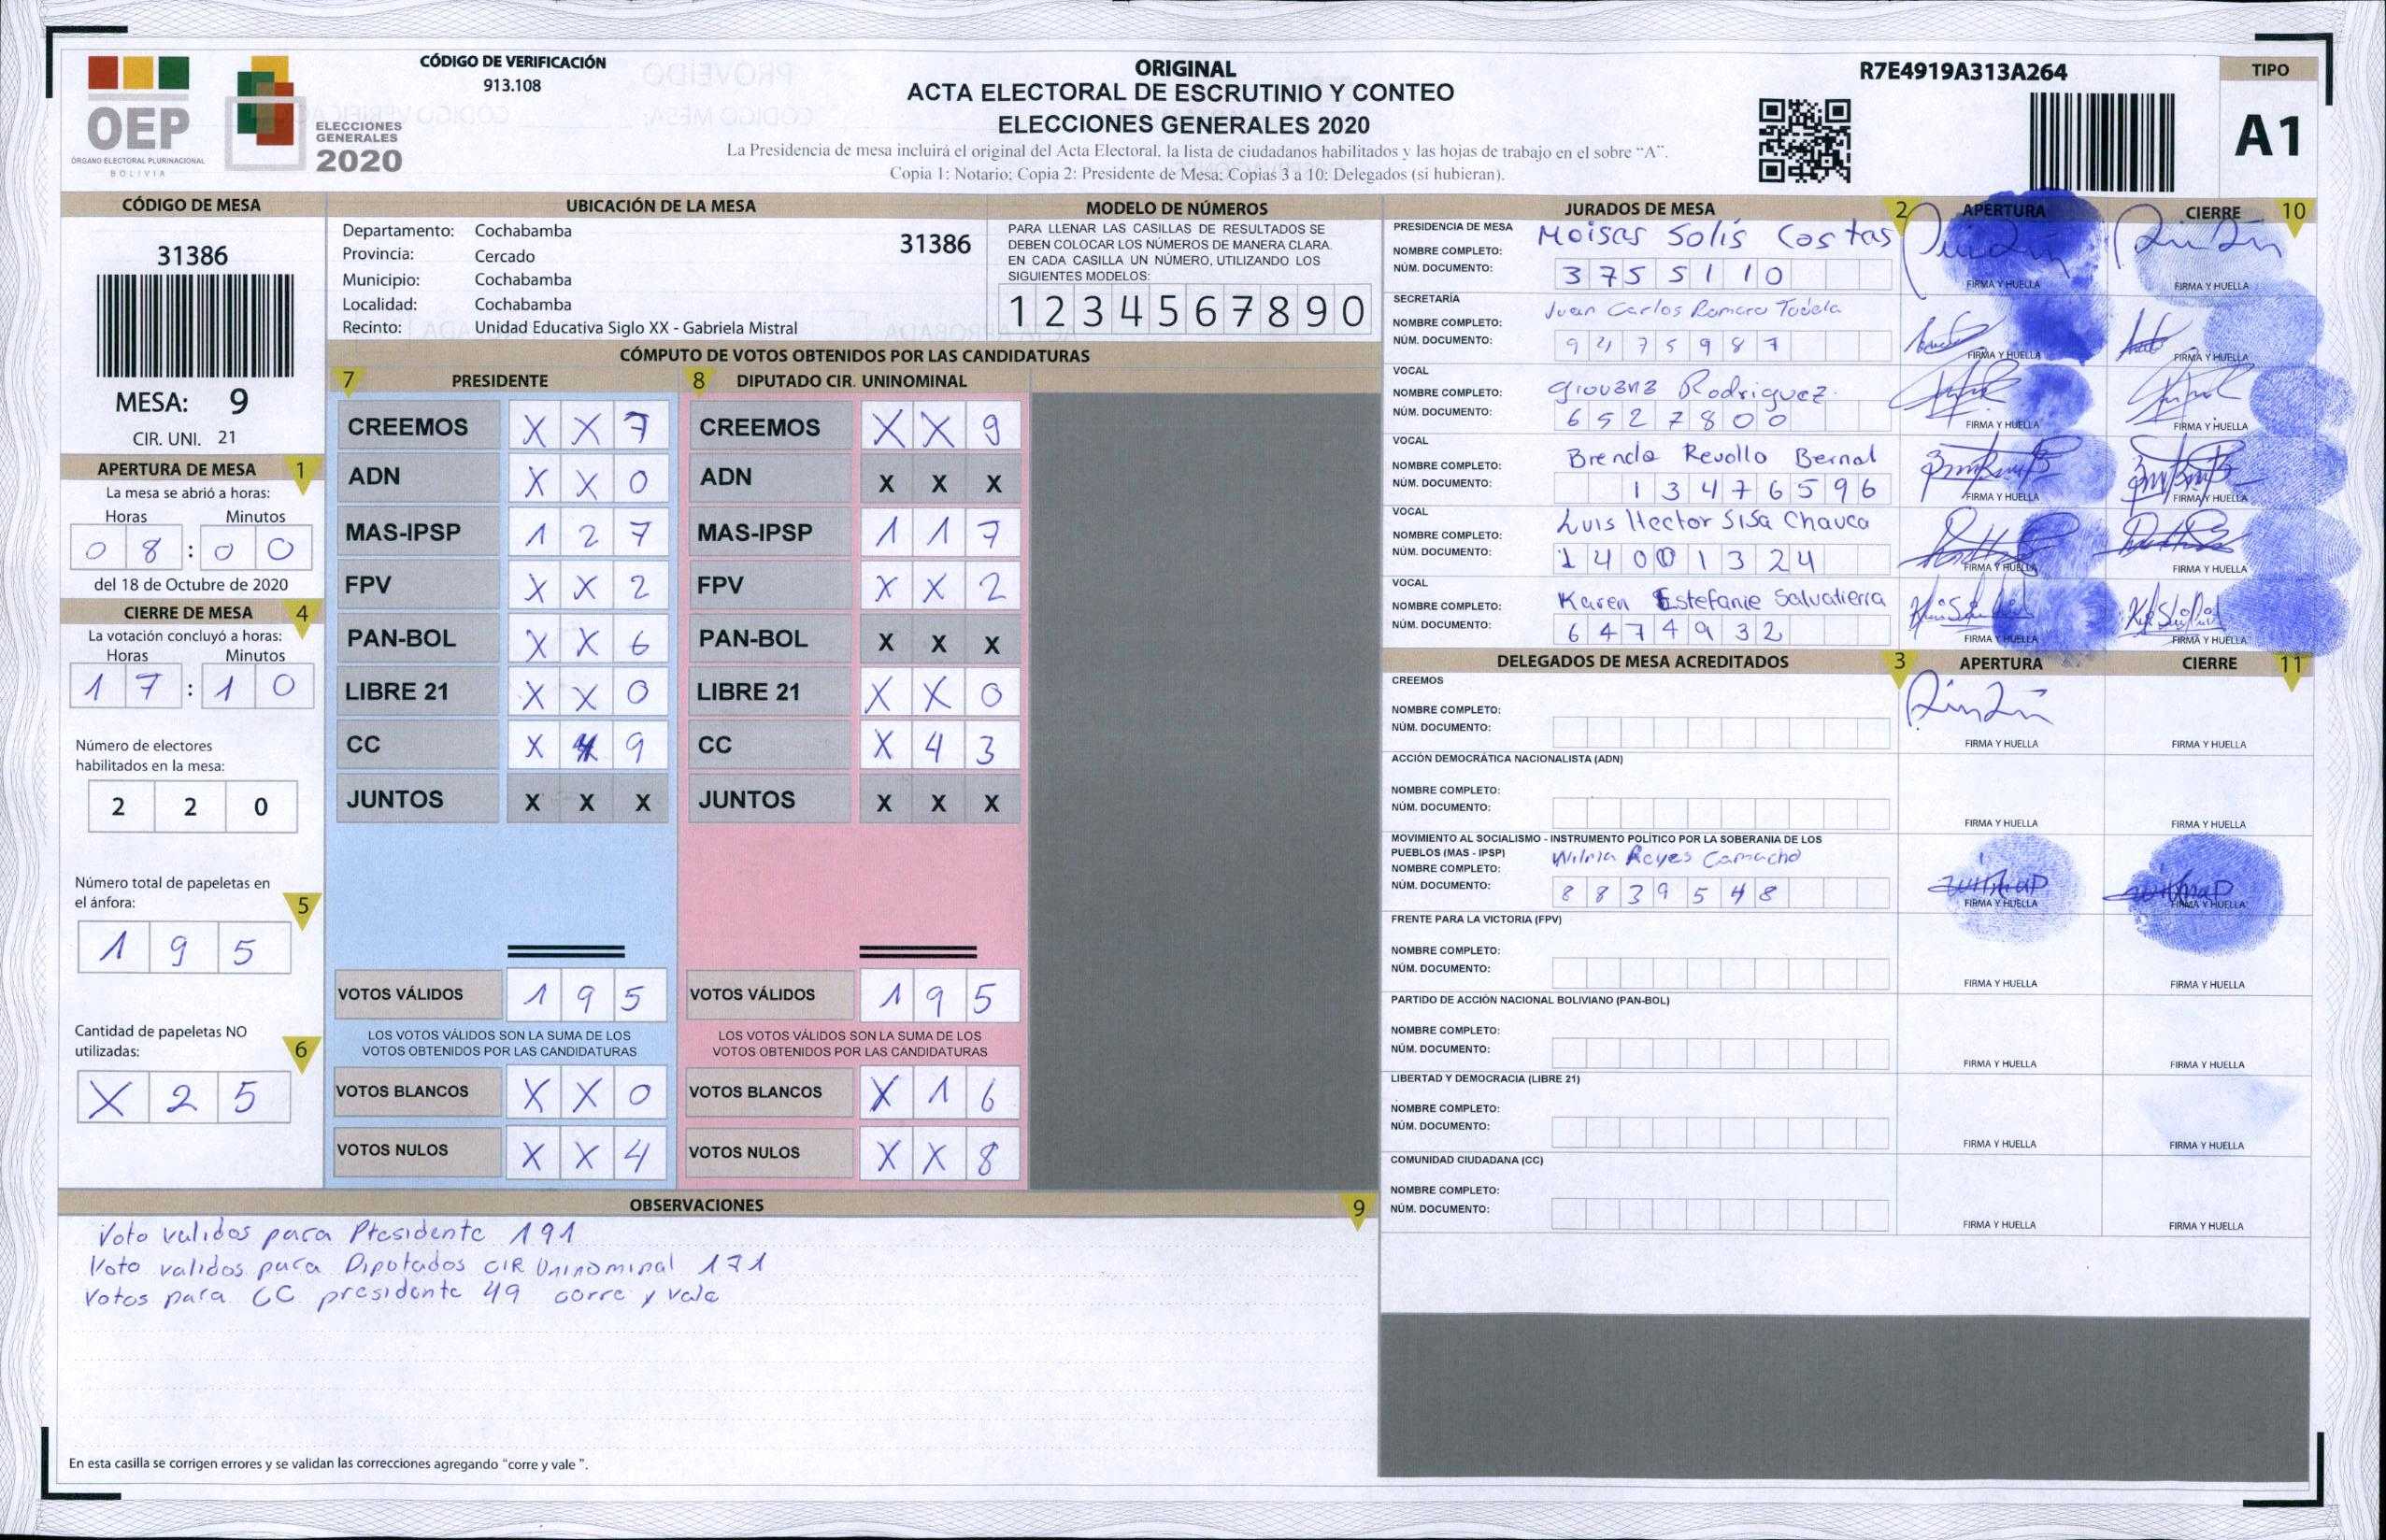 OEP
ÓRGANO ELECTORAL PLURINACIONAL
BOLIVIA
ELECCIONES
GENERALES
2020
CÓDIGO DE VERIFICACIÓN
913.108
ORIGINAL
ACTA ELECTORAL DE ESCRUTINIO Y CONTEO
ELECCIONES GENERALES 2020
La Presidencia de mesa incluirá el original del Acta Electoral, la lista de ciudadanos habilitados y las hojas de trabajo en el sobre “A”.
Copia 1: Notario; Copia 2: Presidente de Mesa; Copias 3 a 10: Delegados (si hubieran).
R7E4919A313A264
TIPO
A1
CÓDIGO DE MESA
31386
MESA: 9
CIR. UNI. 21
APERTURA DE MESA 1
La mesa se abrió a horas:
Horas Minutos
0 8 : 0 0
del 18 de Octubre de 2020
CIERRE DE MESA 4
La votación concluyó a horas:
Horas Minutos
1 7 : 1 0
Número de electores
habilitados en la mesa:
2 2 0
Número total de papeletas en
el ánfora: 5
1 9 5
Cantidad de papeletas NO
utilizadas: 6
X 2 5
UBICACIÓN DE LA MESA
Departamento: Cochabamba
31386
Provincia: Cercado
Municipio: Cochabamba
Localidad: Cochabamba
Recinto: Unidad Educativa Siglo XX - Gabriela Mistral
MODELO DE NÚMEROS
PARA LLENAR LAS CASILLAS DE RESULTADOS SE
DEBEN COLOCAR LOS NÚMEROS DE MANERA CLARA.
EN CADA CASILLA UN NÚMERO, UTILIZANDO LOS
SIGUIENTES MODELOS:
1 2 3 4 5 6 7 8 9 0
CÓMPUTO DE VOTOS OBTENIDOS POR LAS CANDIDATURAS
7 PRESIDENTE
CREEMOS X X 7
ADN X X 0
MAS-IPSP 1 2 7
FPV X X 2
PAN-BOL X X 6
LIBRE 21 X X 0
CC X 4 9
JUNTOS X X X
VOTOS VÁLIDOS 1 9 5
LOS VOTOS VÁLIDOS SON LA SUMA DE LOS
VOTOS OBTENIDOS POR LAS CANDIDATURAS
VOTOS BLANCOS X X 0
VOTOS NULOS X X 4
8 DIPUTADO CIR. UNINOMINAL
CREEMOS X X 9
ADN X X X
MAS-IPSP 1 1 7
FPV X X 2
PAN-BOL X X X
LIBRE 21 X X 0
CC X 4 3
JUNTOS X X X
VOTOS VÁLIDOS 1 9 5
LOS VOTOS VÁLIDOS SON LA SUMA DE LOS
VOTOS OBTENIDOS POR LAS CANDIDATURAS
VOTOS BLANCOS X 1 6
VOTOS NULOS X X 8
OBSERVACIONES 9
Voto validos para Presidente 191
Voto validos para Diputados CIR Uninominal 171
Votos para CC presidente 49 corre y vale
En esta casilla se corrigen errores y se validan las correcciones agregando “corre y vale ”.
JURADOS DE MESA 2 APERTURA CIERRE 10
PRESIDENCIA DE MESA
NOMBRE COMPLETO: Moises Solis Costas
NÚM. DOCUMENTO: 3 7 5 5 1 1 0
FIRMA Y HUELLA FIRMA Y HUELLA
SECRETARÍA
NOMBRE COMPLETO: Juan Carlos Romero Tudela
NÚM. DOCUMENTO: 9 4 7 5 9 8 7
FIRMA Y HUELLA FIRMA Y HUELLA
VOCAL
NOMBRE COMPLETO: Giovana Rodriguez
NÚM. DOCUMENTO: 6 5 2 7 8 0 0
FIRMA Y HUELLA FIRMA Y HUELLA
VOCAL
NOMBRE COMPLETO: Brenda Revollo Bernal
NÚM. DOCUMENTO: 1 3 4 7 6 5 9 6
FIRMA Y HUELLA FIRMA Y HUELLA
VOCAL
NOMBRE COMPLETO: Luis Hector Sisa Chauca
NÚM. DOCUMENTO: 1 4 0 0 1 3 2 4
FIRMA Y HUELLA FIRMA Y HUELLA
VOCAL
NOMBRE COMPLETO: Karen Estefanie Salvatierra
NÚM. DOCUMENTO: 6 4 7 4 9 3 2
FIRMA Y HUELLA FIRMA Y HUELLA
DELEGADOS DE MESA ACREDITADOS 3 APERTURA CIERRE 11
CREEMOS
NOMBRE COMPLETO:
NÚM. DOCUMENTO:
FIRMA Y HUELLA FIRMA Y HUELLA
ACCIÓN DEMOCRÁTICA NACIONALISTA (ADN)
NOMBRE COMPLETO:
NÚM. DOCUMENTO:
FIRMA Y HUELLA FIRMA Y HUELLA
MOVIMIENTO AL SOCIALISMO - INSTRUMENTO POLÍTICO POR LA SOBERANIA DE LOS
PUEBLOS (MAS - IPSP)
NOMBRE COMPLETO: Wilma Reyes Camacho
NÚM. DOCUMENTO: 8 8 3 9 5 4 8
FIRMA Y HUELLA FIRMA Y HUELLA
FRENTE PARA LA VICTORIA (FPV)
NOMBRE COMPLETO:
NÚM. DOCUMENTO:
FIRMA Y HUELLA FIRMA Y HUELLA
PARTIDO DE ACCIÓN NACIONAL BOLIVIANO (PAN-BOL)
NOMBRE COMPLETO:
NÚM. DOCUMENTO:
FIRMA Y HUELLA FIRMA Y HUELLA
LIBERTAD Y DEMOCRACIA (LIBRE 21)
NOMBRE COMPLETO:
NÚM. DOCUMENTO:
FIRMA Y HUELLA FIRMA Y HUELLA
COMUNIDAD CIUDADANA (CC)
NOMBRE COMPLETO:
NÚM. DOCUMENTO:
FIRMA Y HUELLA FIRMA Y HUELLA